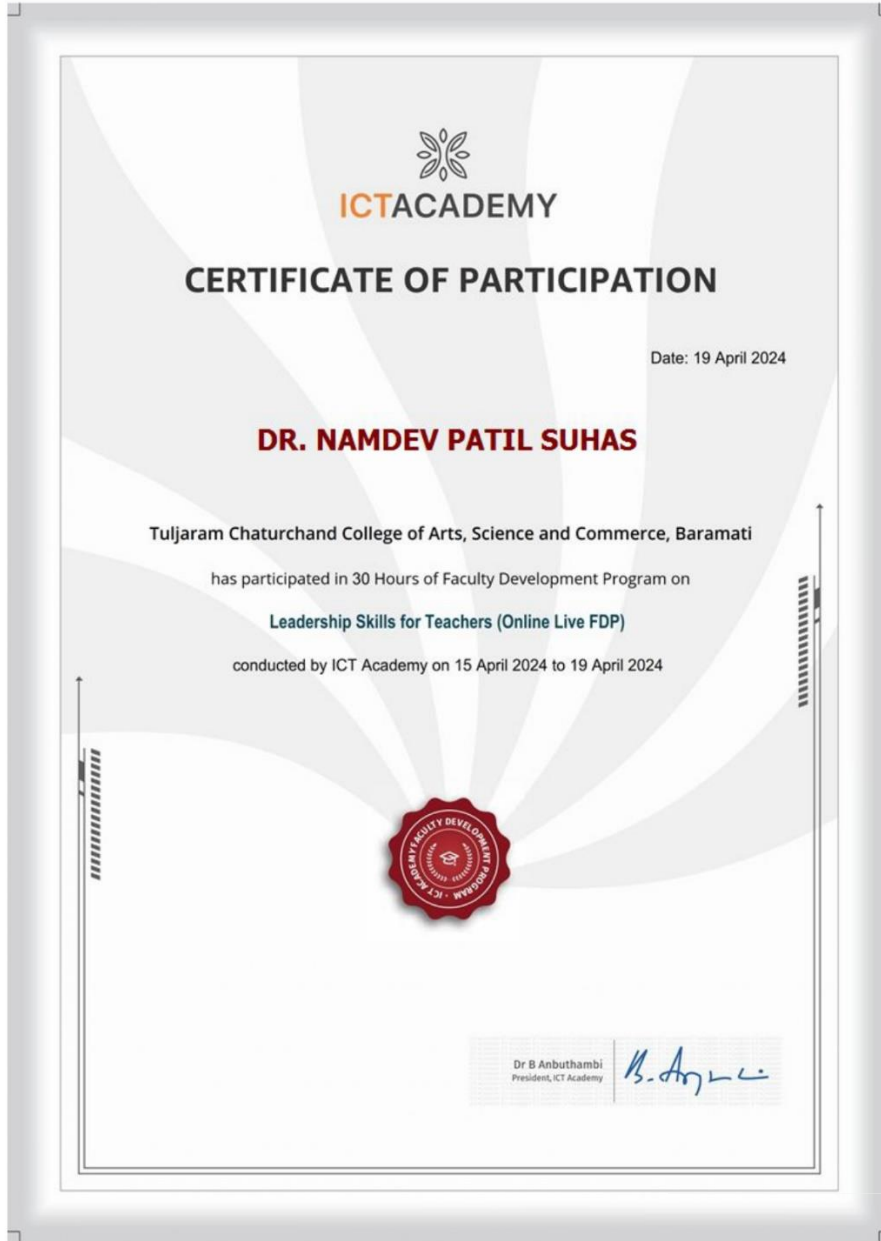 ICTACADEMY
CERTIFICATE OF PARTICIPATION
Date: 19 April 2024
DR. NAMDEV PATIL SUHAS
Tuljaram Chaturchand College of Arts, Science and Commerce, Baramati
has participated in 30 Hours of Faculty Development Program on
Leadership Skills for Teachers (Online Live FDP)
conducted by ICT Academy on 15 April 2024 to 19 April 2024
ICT ACADEMY FACULTY DEVELOPMENT PROGRAM
Dr B Anbuthambi
President, ICT Academy